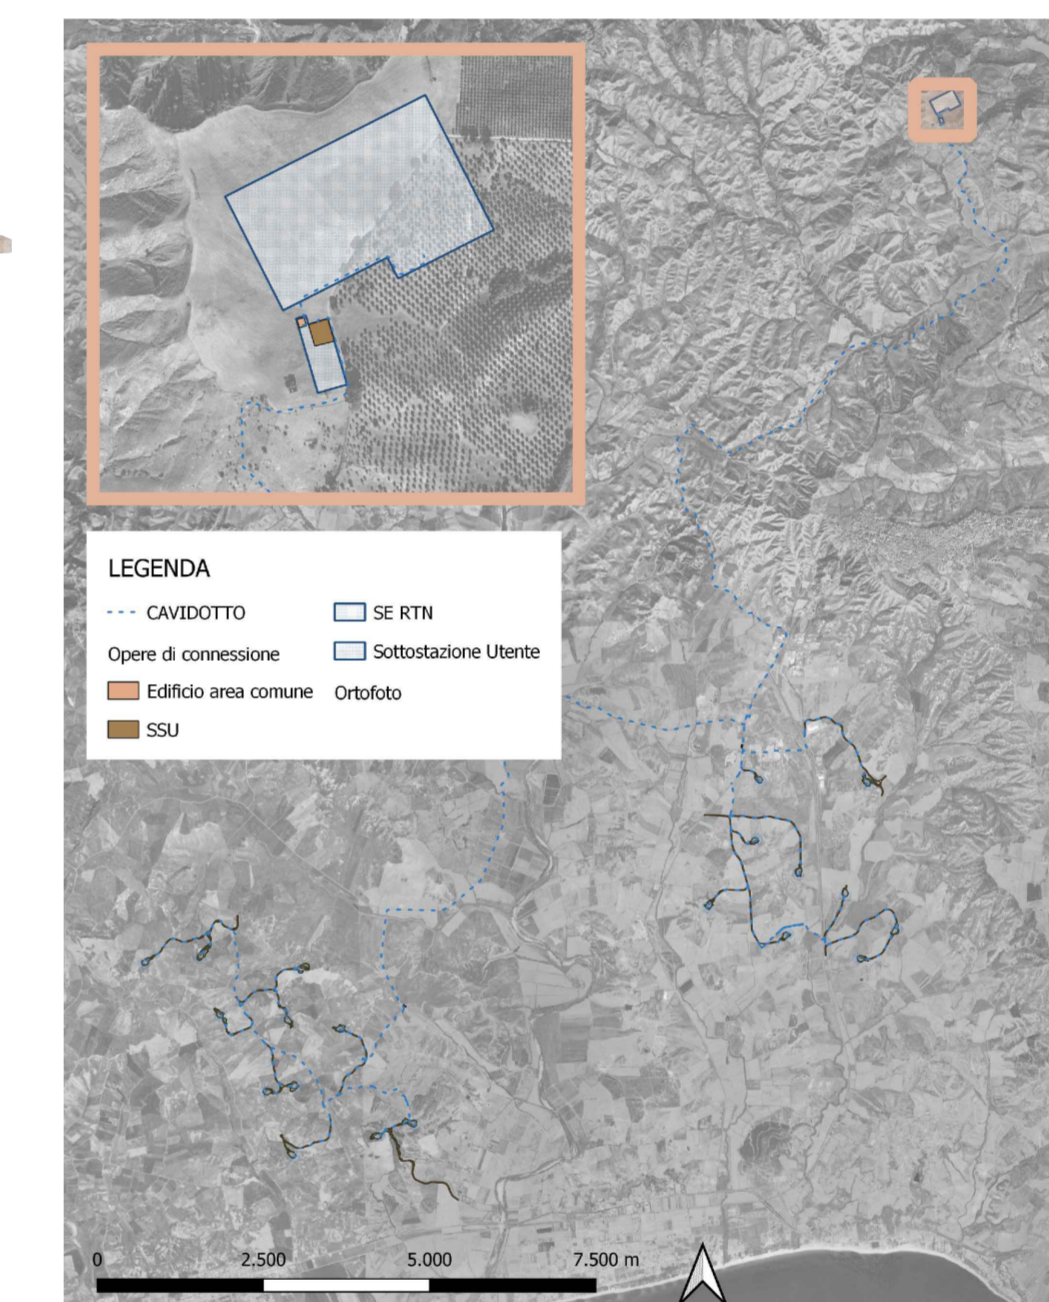 LEGENDA
CAVIDOTTO
Opere di connessione
Edificio area comune
SSU
SE RTN
Sottostazione Utente
Ortofoto
0 2.500 5.000 7.500 m